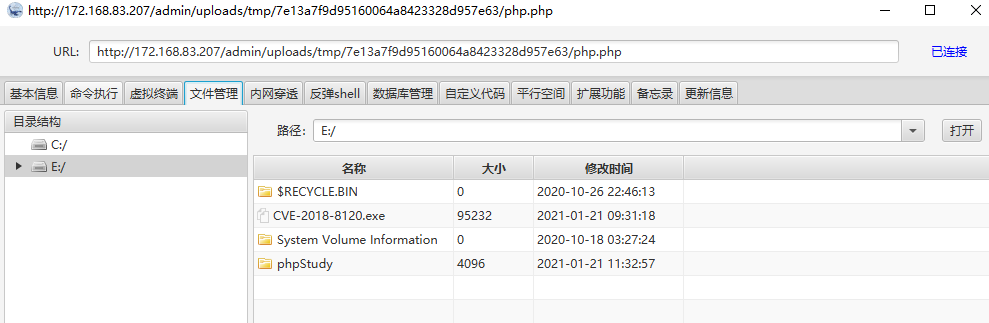 http://172.168.83.207/admin/uploads/tmp/7e13a7f9d95160064a8423328d957e63/php.php
URL: http://172.168.83.207/admin/uploads/tmp/7e13a7f9d95160064a8423328d957e63/php.php 已连接
基本信息 命令执行 虚拟终端 文件管理 内网穿透 反弹shell 数据库管理 自定义代码 平行空间 扩展功能 备忘录 更新信息
目录结构
C:/
E:/
路径: E:/ 打开
名称 大小 修改时间
$RECYCLE.BIN 0 2020-10-26 22:46:13
CVE-2018-8120.exe 95232 2021-01-21 09:31:18
System Volume Information 0 2020-10-18 03:27:24
phpStudy 4096 2021-01-21 11:32:57